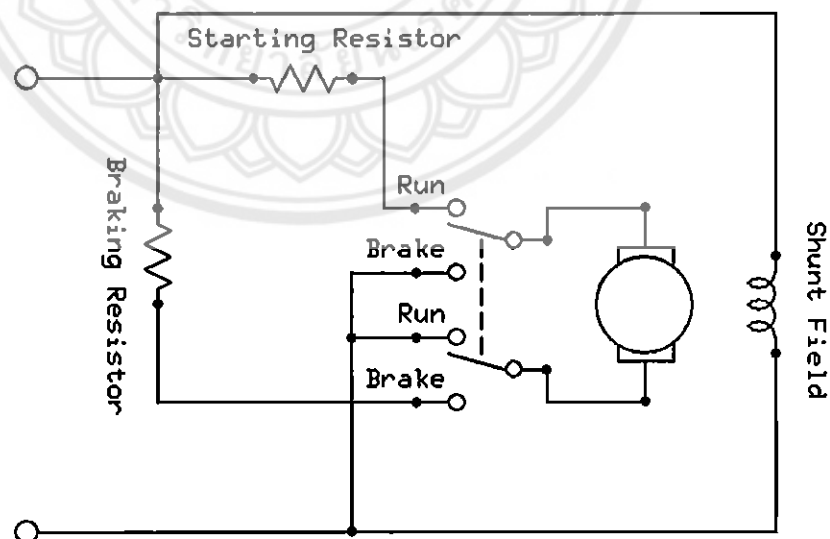 Starting Resistor
Braking Resistor
Run
Brake
Run
Brake
Shunt Field